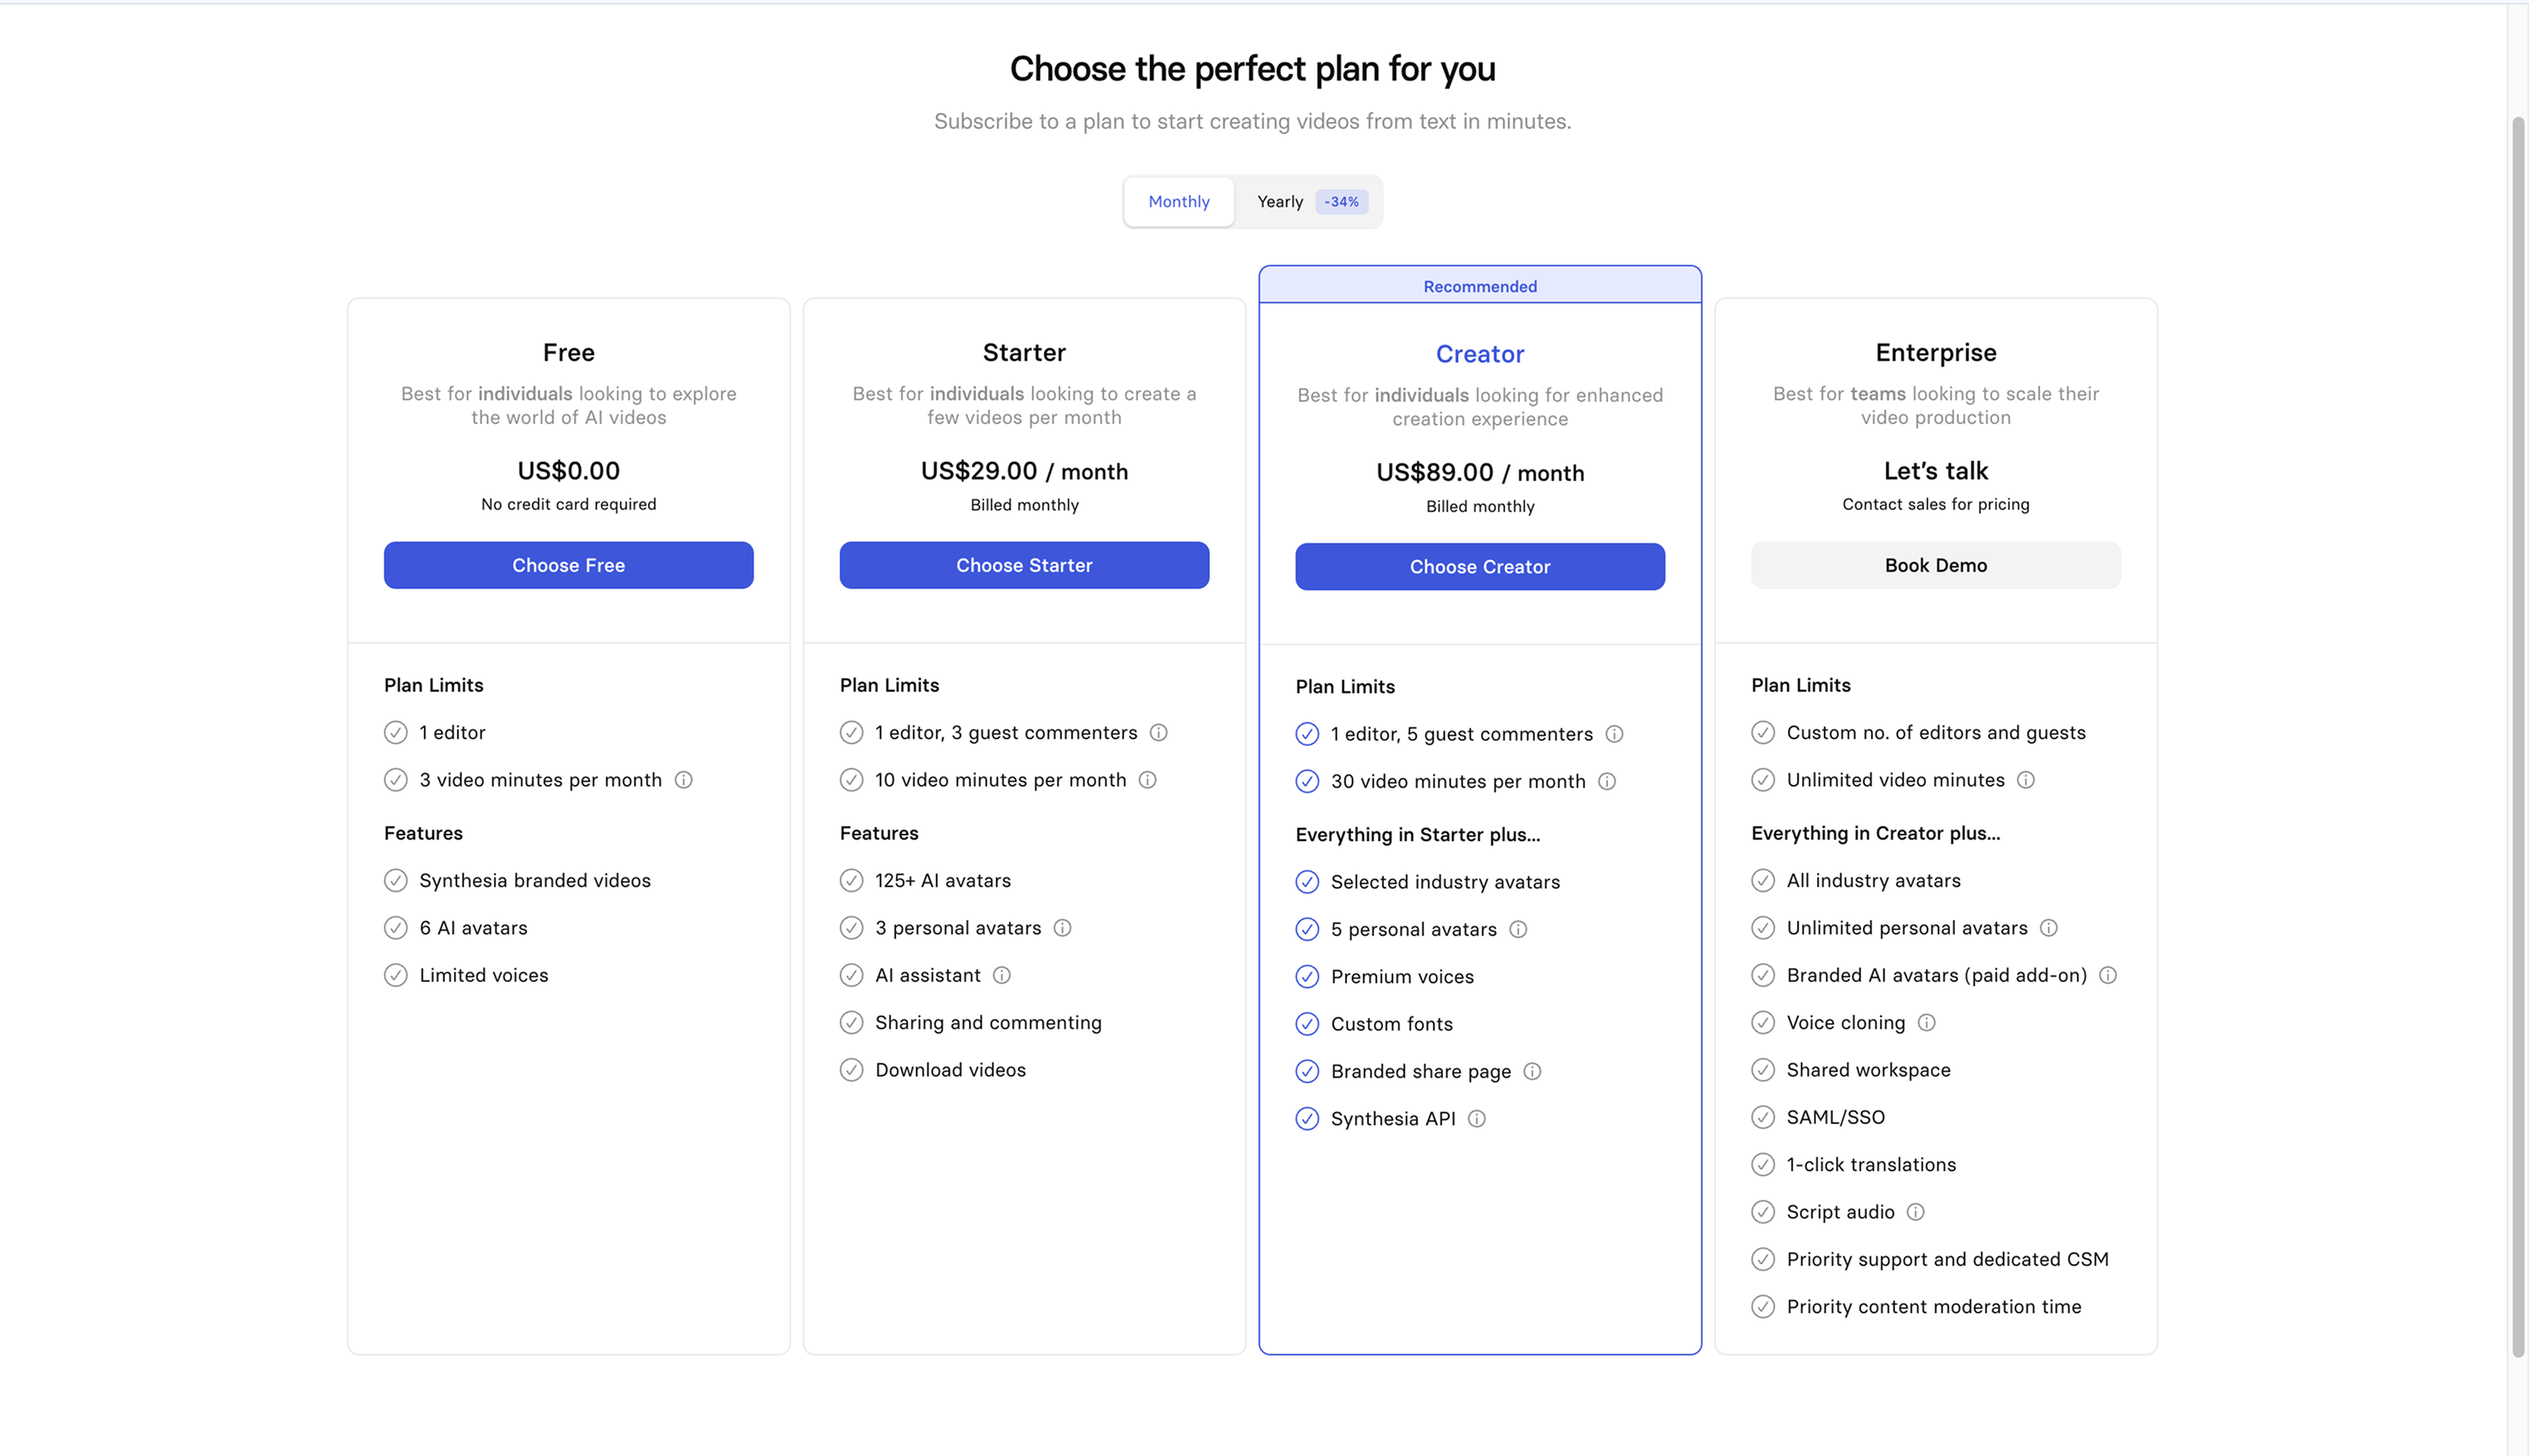 Choose the perfect plan for you
Subscribe to a plan to start creating videos from text in minutes.
Monthly
Yearly
-34%
Free
Best for individuals looking to explore
the world of AI videos
US$0.00
No credit card required
Choose Free
Plan Limits
1 editor
3 video minutes per month
Features
Synthesia branded videos
6 AI avatars
Limited voices
Starter
Best for individuals looking to create a
few videos per month
US$29.00 / month
Billed monthly
Choose Starter
Plan Limits
1 editor, 3 guest commenters
10 video minutes per month
Features
125+ AI avatars
3 personal avatars
AI assistant
Sharing and commenting
Download videos
Recommended
Creator
Best for individuals looking for enhanced
creation experience
US$89.00 / month
Billed monthly
Choose Creator
Plan Limits
1 editor, 5 guest commenters
30 video minutes per month
Everything in Starter plus...
Selected industry avatars
5 personal avatars
Premium voices
Custom fonts
Branded share page
Synthesia API
Enterprise
Best for teams looking to scale their
video production
Let’s talk
Contact sales for pricing
Book Demo
Plan Limits
Custom no. of editors and guests
Unlimited video minutes
Everything in Creator plus...
All industry avatars
Unlimited personal avatars
Branded AI avatars (paid add-on)
Voice cloning
Shared workspace
SAML/SSO
1-click translations
Script audio
Priority support and dedicated CSM
Priority content moderation time